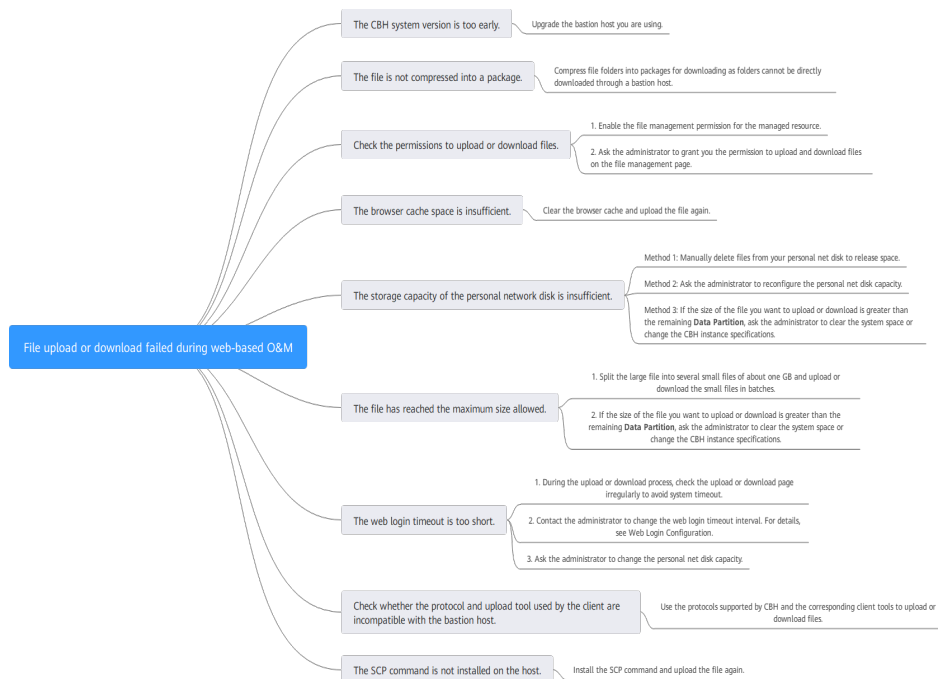 The CBH system version is too early.
Upgrade the bastion host you are using.
The file is not compressed into a package.
Compress file folders into packages for downloading as folders cannot be directly
downloaded through a bastion host.
Check the permissions to upload or download files.
1. Enable the file management permission for the managed resource.
2. Ask the administrator to grant you the permission to upload and download files
on the file management page.
The browser cache space is insufficient.
Clear the browser cache and upload the file again.
The storage capacity of the personal network disk is insufficient.
Method 1: Manually delete files from your personal net disk to release space.
Method 2: Ask the administrator to reconfigure the personal net disk capacity.
Method 3: If the size of the file you want to upload or download is greater than
the remaining Data Partition, ask the administrator to clear the system space or
change the CBH instance specifications.
File upload or download failed during web-based O&M
The file has reached the maximum size allowed.
1. Split the large file into several small files of about one GB and upload or
download the small files in batches.
2. If the size of the file you want to upload or download is greater than the
remaining Data Partition, ask the administrator to clear the system space or
change the CBH instance specifications.
The web login timeout is too short.
1. During the upload or download process, check the upload or download page
irregularly to avoid system timeout.
2. Contact the administrator to change the web login timeout interval. For details,
see Web Login Configuration.
3. Ask the administrator to change the personal net disk capacity.
Check whether the protocol and upload tool used by the client are
incompatible with the bastion host.
Use the protocols supported by CBH and the corresponding client tools to upload or
download files.
The SCP command is not installed on the host.
Install the SCP command and upload the file again.